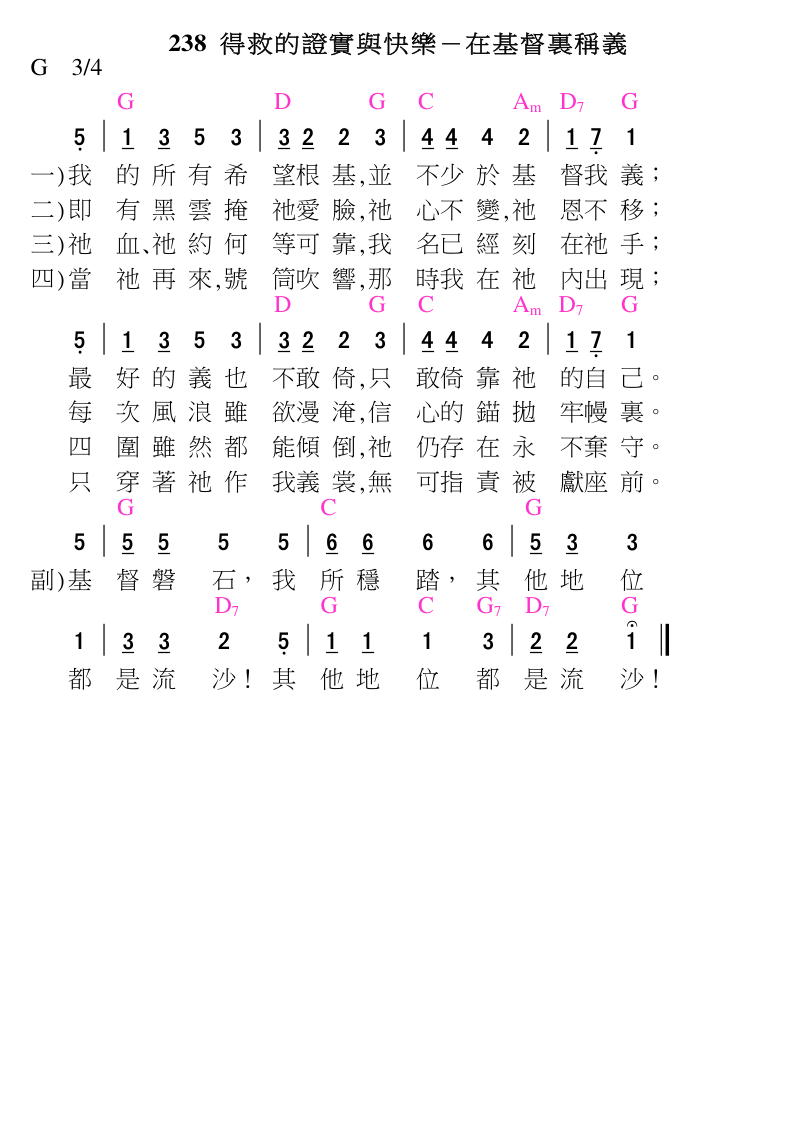 238 得救的證實與快樂－在基督裏稱義
G 3/4
G D G C Am D7 G
5 | 1 3 5 3 | 3 2 2 3 | 4 4 4 2 | 1 7 1
一)我 的所有希 望根基,並 不少於基 督我義；
二)即 有黑雲掩 祂愛臉,祂 心不變,祂 恩不移；
三)祂 血、祂約何 等可靠,我 名已經刻 在祂手；
四)當 祂再來,號 筒吹響,那 時我在祂 內出現；
D G C Am D7 G
5 | 1 3 5 3 | 3 2 2 3 | 4 4 4 2 | 1 7 1
最 好的義也 不敢倚,只 敢倚靠祂 的自己。
每 次風浪雖 欲漫淹,信 心的錨拋 牢幔裏。
四 圍雖然都 能傾倒,祂 仍存在永 不棄守。
只 穿著祂作 我義裳,無 可指責被 獻座前。
G C G
5 | 5 5 5 5 | 6 6 6 6 | 5 3 3
副)基 督磐石，我 所穩踏，其 他地位
D7 G C G7 D7 G
1 | 3 3 2 5 | 1 1 1 3 | 2 2 1 ||
都 是流沙！其 他地位都 是流沙！